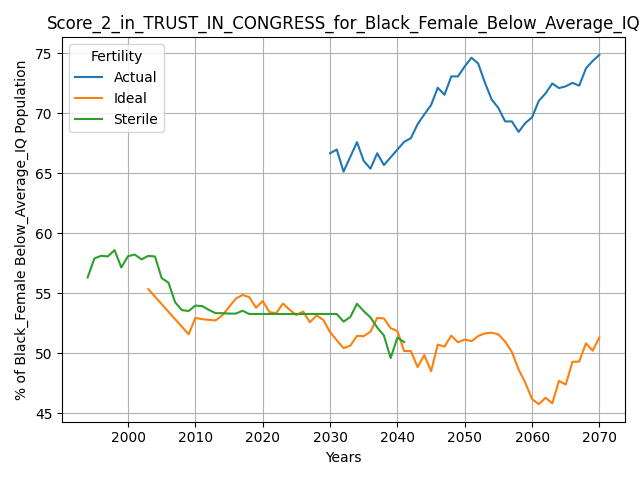 Score_2_in_TRUST_IN_CONGRESS_for_Black_Female_Below_Average_IQ
Fertility
Actual
Ideal
Sterile
% of Black_Female Below_Average_IQ Population
75
70
65
60
55
50
45
2000
2010
2020
2030
2040
2050
2060
2070
Years